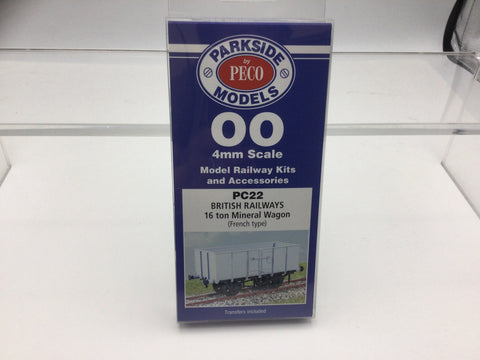 PARKSIDE
by
PECO
MODELS
OO
4mm Scale
Model Railway Kits
and Accessories
PC22
BRITISH RAILWAYS
16 ton Mineral Wagon
(French type)
Transfers included